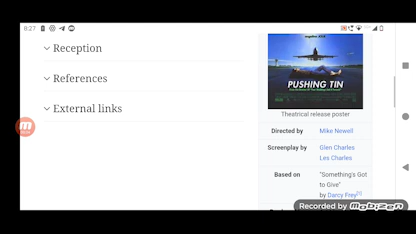 8:27
Reception
References
External links
PUSHING TIN
Theatrical release poster
Directed by
Mike Newell
Screenplay by
Glen Charles
Les Charles
Based on
"Something's Got
to Give"
by Darcy Frey
Recorded by
mobizen